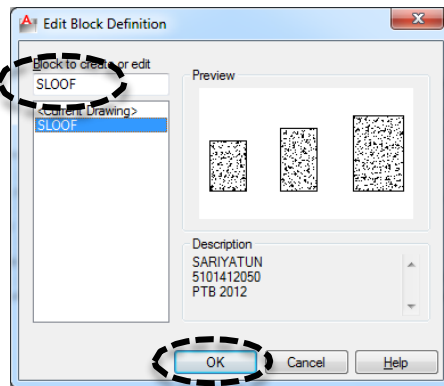 Edit Block Definition
Block to create or edit
SLOOF
<Current Drawing>
SLOOF
Preview
Description
SARIYATUN
5101412050
PTB 2012
OK
Cancel
Help